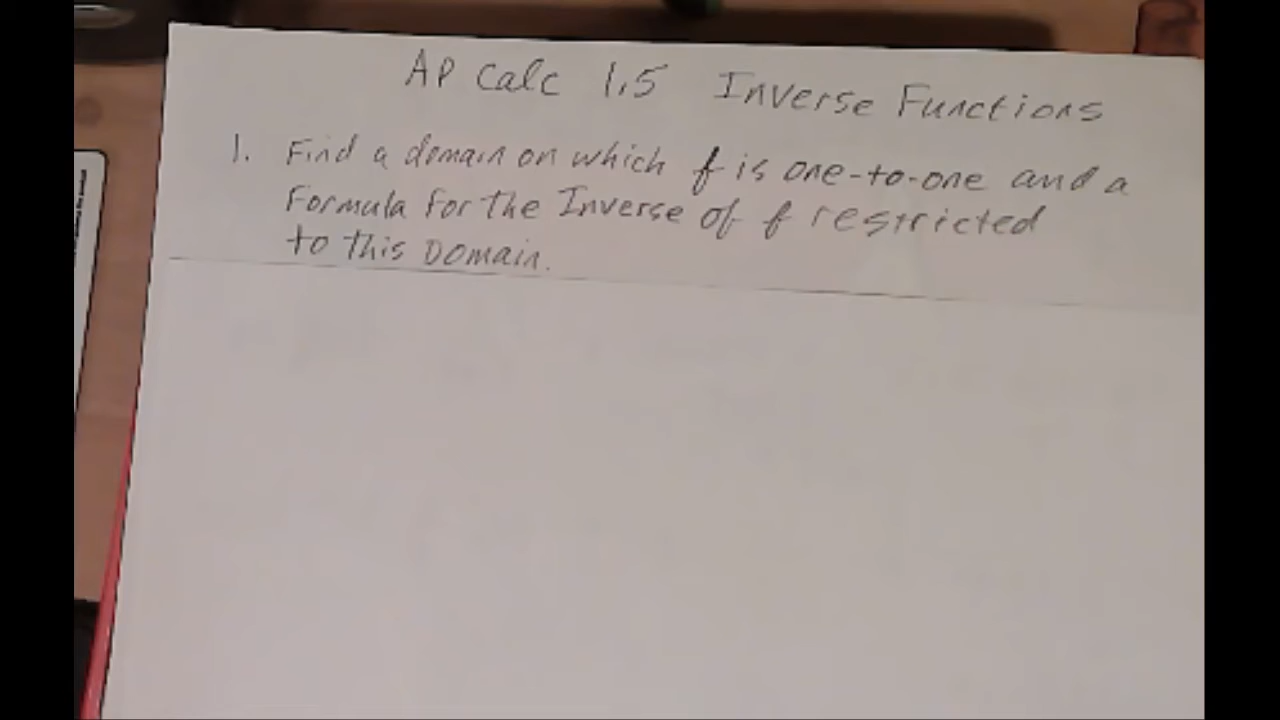 AP Calc 1.5 Inverse Functions
1. Find a domain on which f is one-to-one and a
Formula for the Inverse of f restricted
to this Domain.